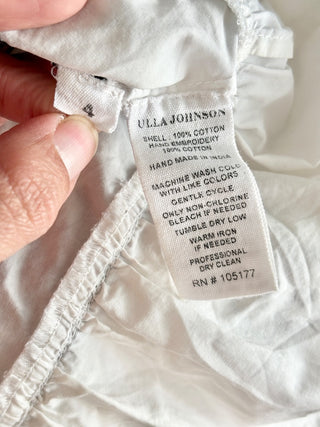 4
ULLA JOHNSON
SHELL: 100% COTTON
HAND EMBROIDERY
100% COTTON
HAND MADE IN INDIA
MACHINE WASH COLD
WITH LIKE COLORS
GENTLE CYCLE
ONLY NON-CHLORINE
BLEACH IF NEEDED
TUMBLE DRY LOW
WARM IRON
IF NEEDED
PROFESSIONAL
DRY CLEAN
RN # 105177